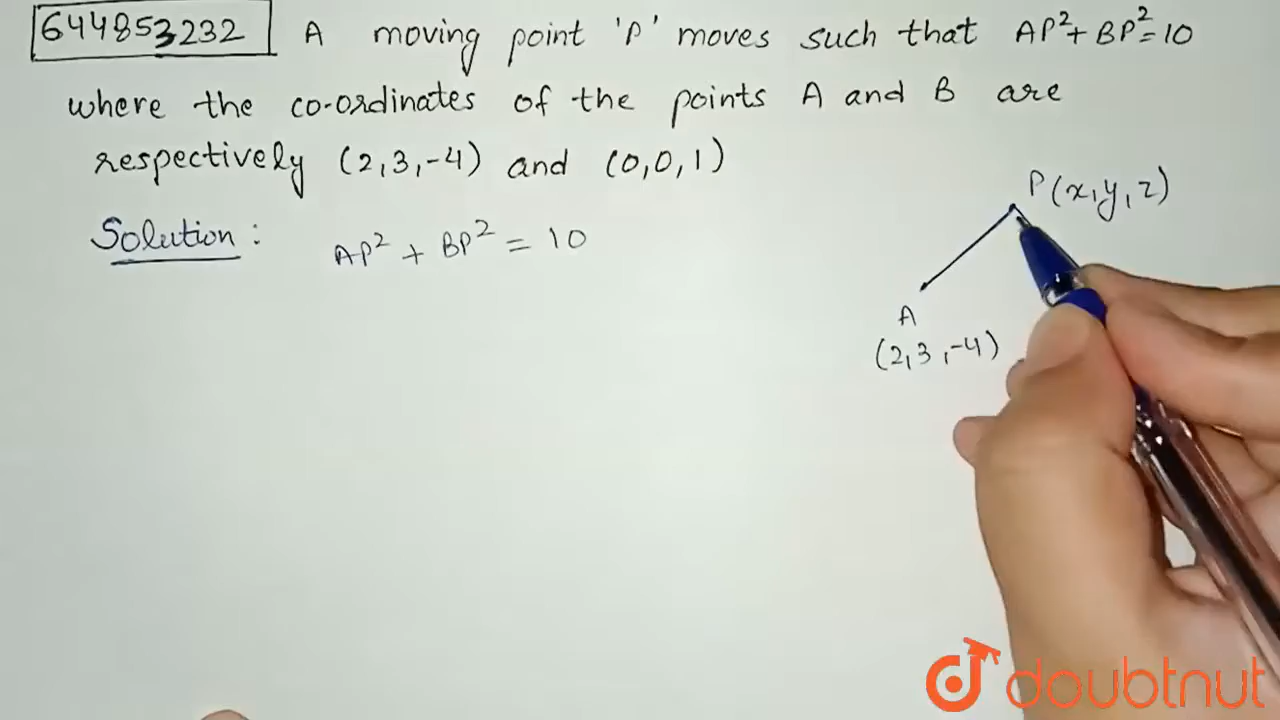 644853232 A moving point 'P' moves such that AP²+BP²=10
where the co-ordinates of the points A and B are
respectively (2,3,-4) and (0,0,1)
Solution: AP² + BP² = 10
P(x,y,z)
A
(2,3,-4)
doubtnut